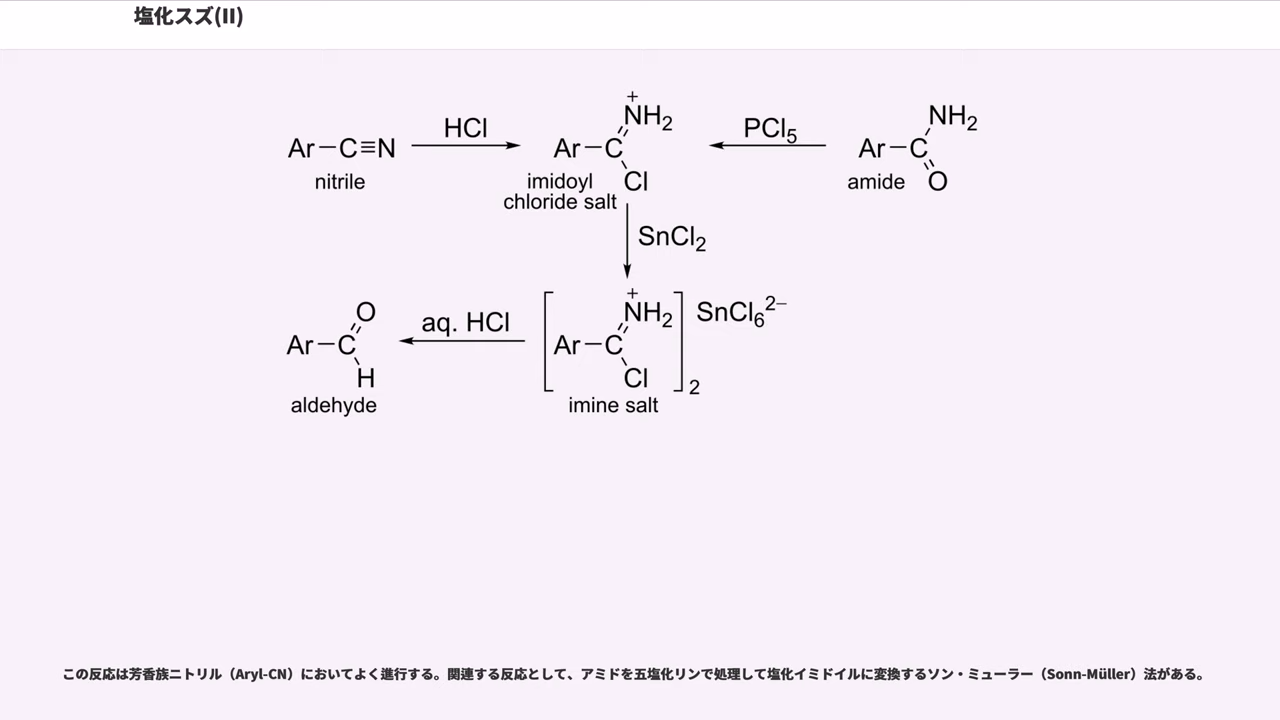 塩化スズ(II)
HCl
Ar–C≡N
nitrile
+
NH2
Ar–C
Cl
imidoyl
chloride salt
PCl5
NH2
Ar–C
O
amide
SnCl2
O
Ar–C
H
aldehyde
aq. HCl
+
NH2
Ar–C
Cl
2
SnCl6 2–
imine salt
この反応は芳香族ニトリル（Aryl-CN）においてよく進行する。関連する反応として、アミドを五塩化リンで処理して塩化イミドイルに変換するソン・ミューラー（Sonn-Müller）法がある。